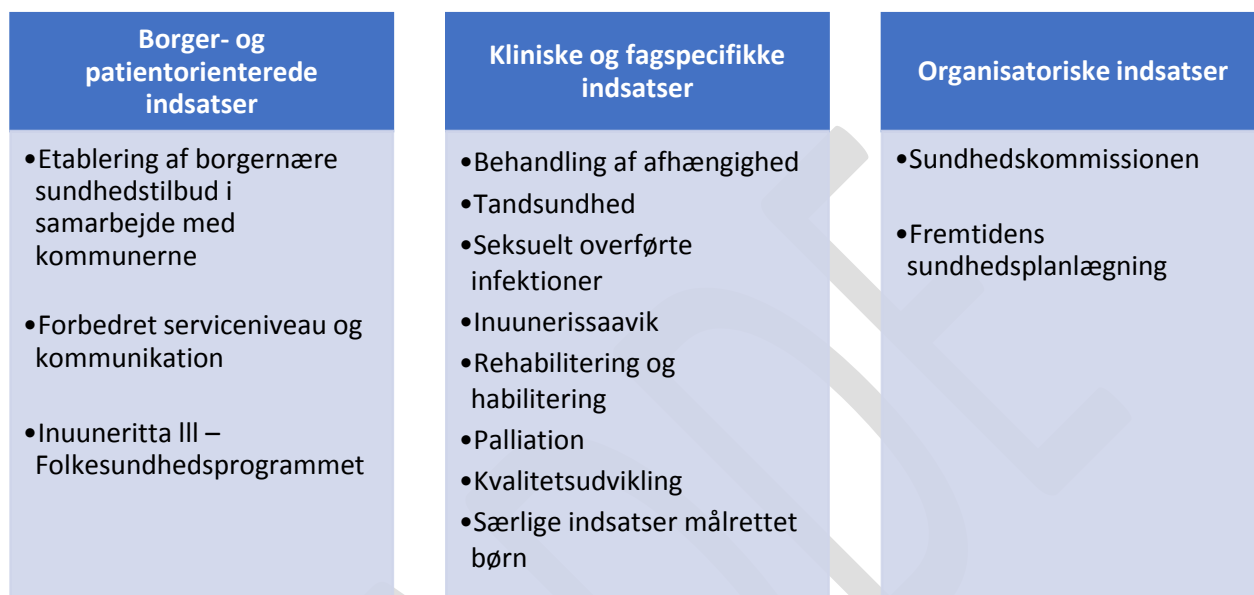 Borger- og
patientorienterede
indsatser
•Etablering af borgernære
sundhedstilbud i
samarbejde med
kommunerne
•Forbedret serviceniveau og
kommunikation
•Inuuneritta lll –
Folkesundhedsprogrammet
Kliniske og fagspecifikke
indsatser
•Behandling af afhængighed
•Tandsundhed
•Seksuelt overførte
infektioner
•Inuunerissaavik
•Rehabilitering og
habilitering
•Palliation
•Kvalitetsudvikling
•Særlige indsatser målrettet
børn
Organisatoriske indsatser
•Sundhedskommissionen
•Fremtidens
sundhedsplanlægning